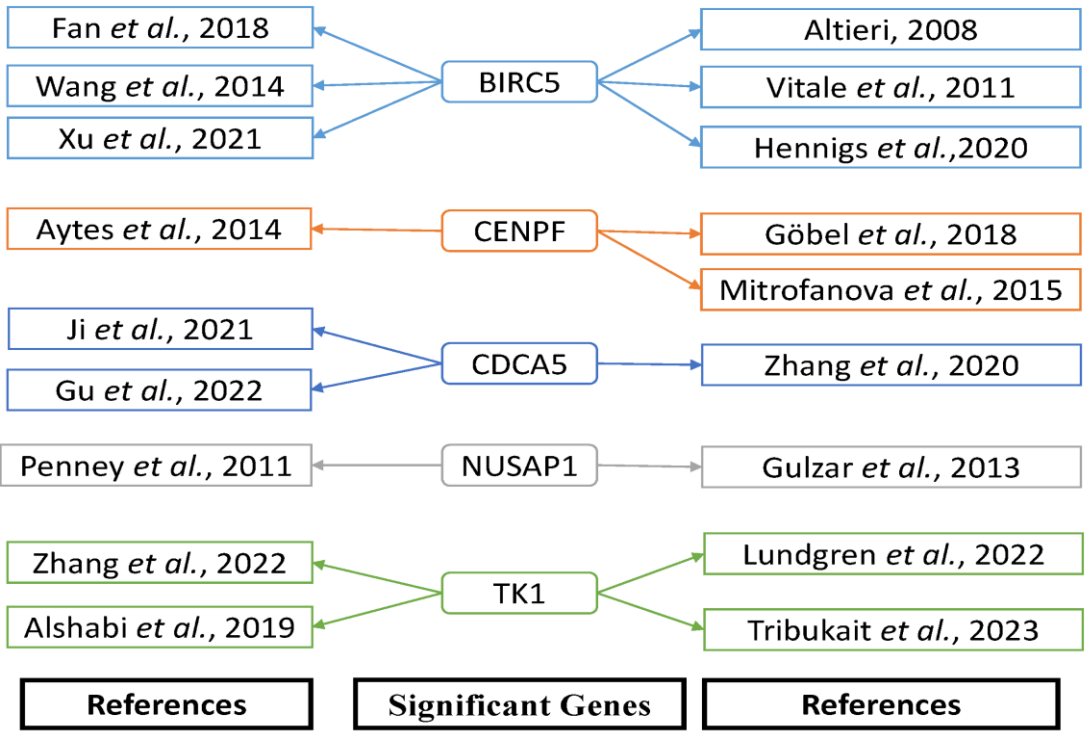 Fan et al., 2018
Altieri, 2008
Wang et al., 2014
BIRC5
Vitale et al., 2011
Xu et al., 2021
Hennigs et al.,2020
Aytes et al., 2014
CENPF
Göbel et al., 2018
Mitrofanova et al., 2015
Ji et al., 2021
CDCA5
Zhang et al., 2020
Gu et al., 2022
Penney et al., 2011
NUSAP1
Gulzar et al., 2013
Zhang et al., 2022
Lundgren et al., 2022
TK1
Alshabi et al., 2019
Tribukait et al., 2023
References
Significant Genes
References